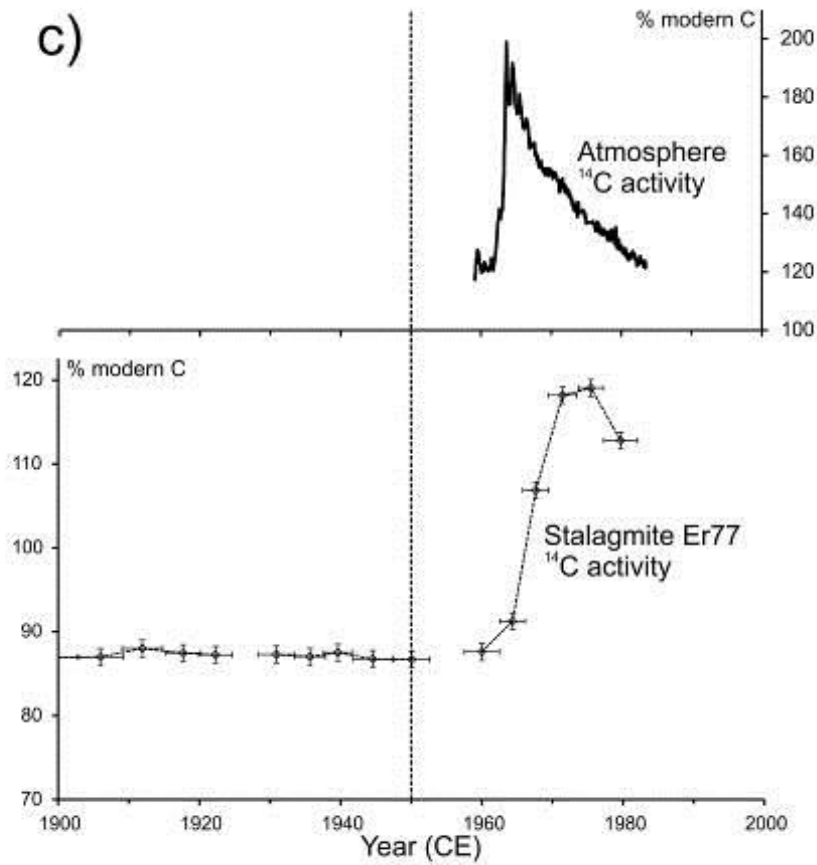 c)
% modern C
200
180
160
140
120
100
Atmosphere
¹⁴C activity
% modern C
120
110
100
90
80
70
Stalagmite Er77
¹⁴C activity
1900
1920
1940
1960
1980
2000
Year (CE)